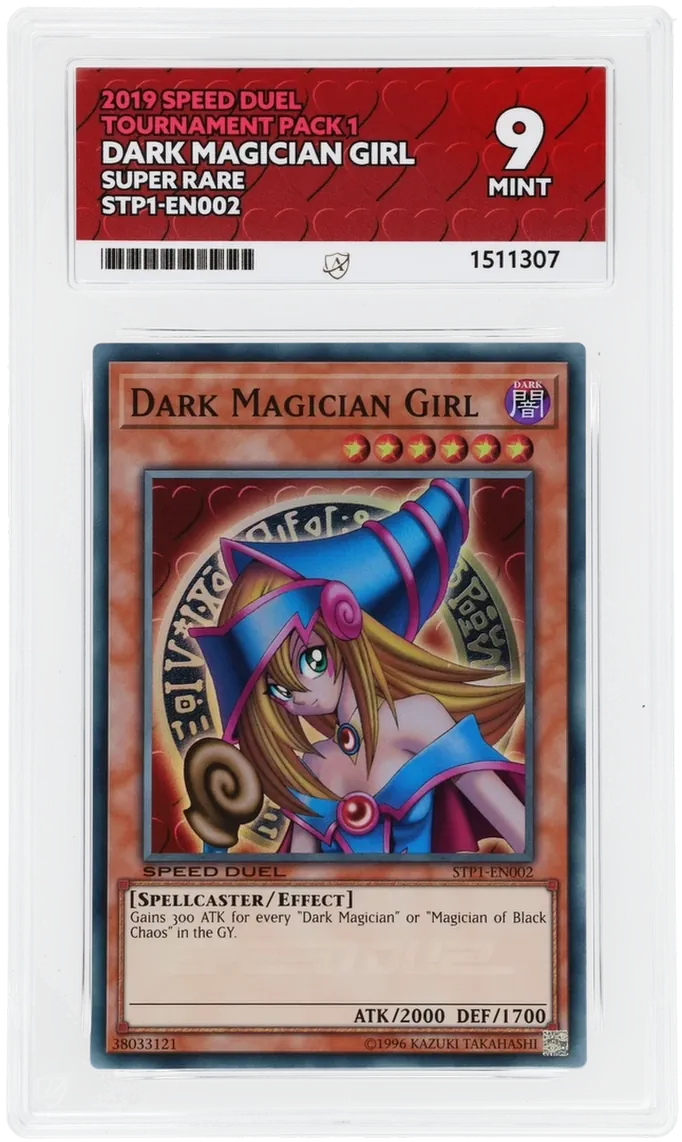 2019 SPEED DUEL
TOURNAMENT PACK 1
DARK MAGICIAN GIRL
SUPER RARE
STP1-EN002
9
MINT
1511307
DARK MAGICIAN GIRL
DARK
闇
SPEED DUEL
STP1-EN002
[SPELLCASTER/EFFECT]
Gains 300 ATK for every "Dark Magician" or "Magician of Black
Chaos" in the GY.
ATK/2000 DEF/1700
38033121
©1996 KAZUKI TAKAHASHI